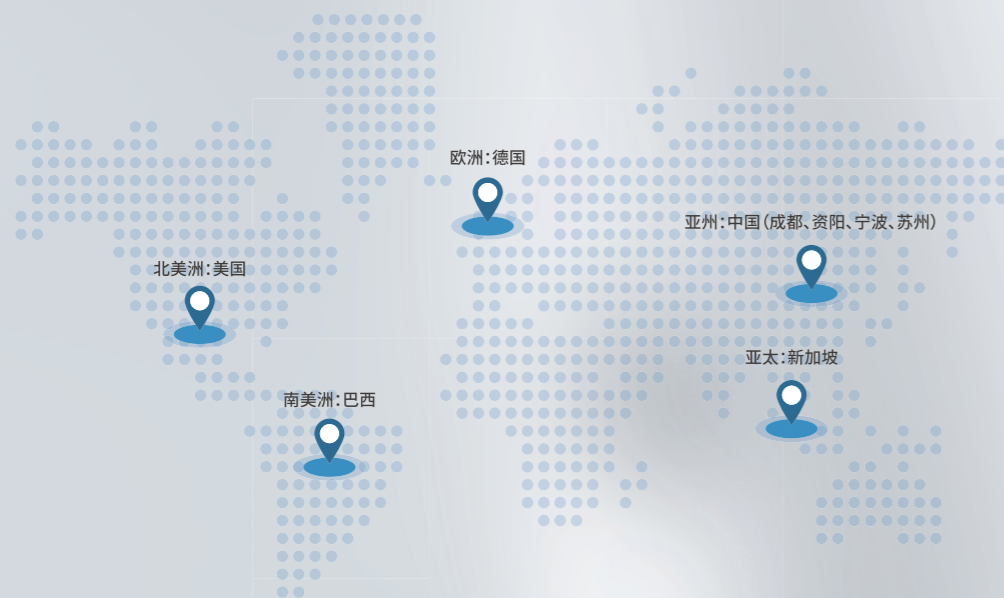 欧洲：德国
亚州：中国（成都、资阳、宁波、苏州）
北美洲：美国
亚太：新加坡
南美洲：巴西